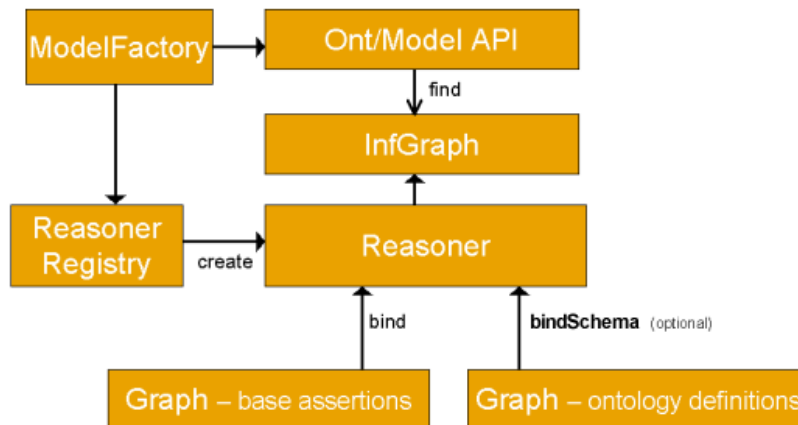 ModelFactory
Ont/Model API
find
InfGraph
Reasoner
Registry
create
Reasoner
bind
bindSchema (optional)
Graph – base assertions
Graph – ontology definitions